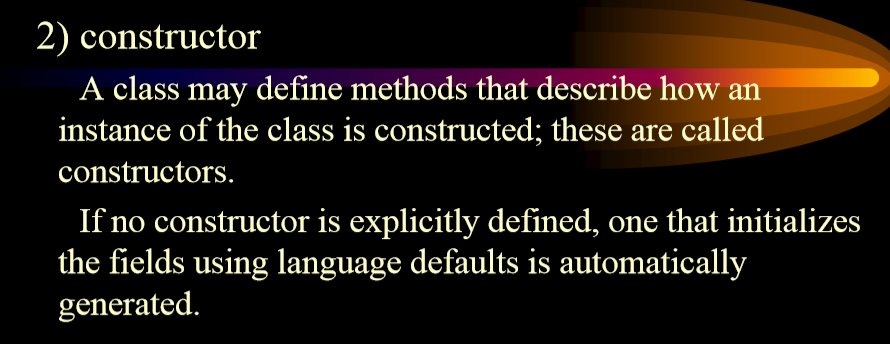 2) constructor
A class may define methods that describe how an
instance of the class is constructed; these are called
constructors.
If no constructor is explicitly defined, one that initializes
the fields using language defaults is automatically
generated.